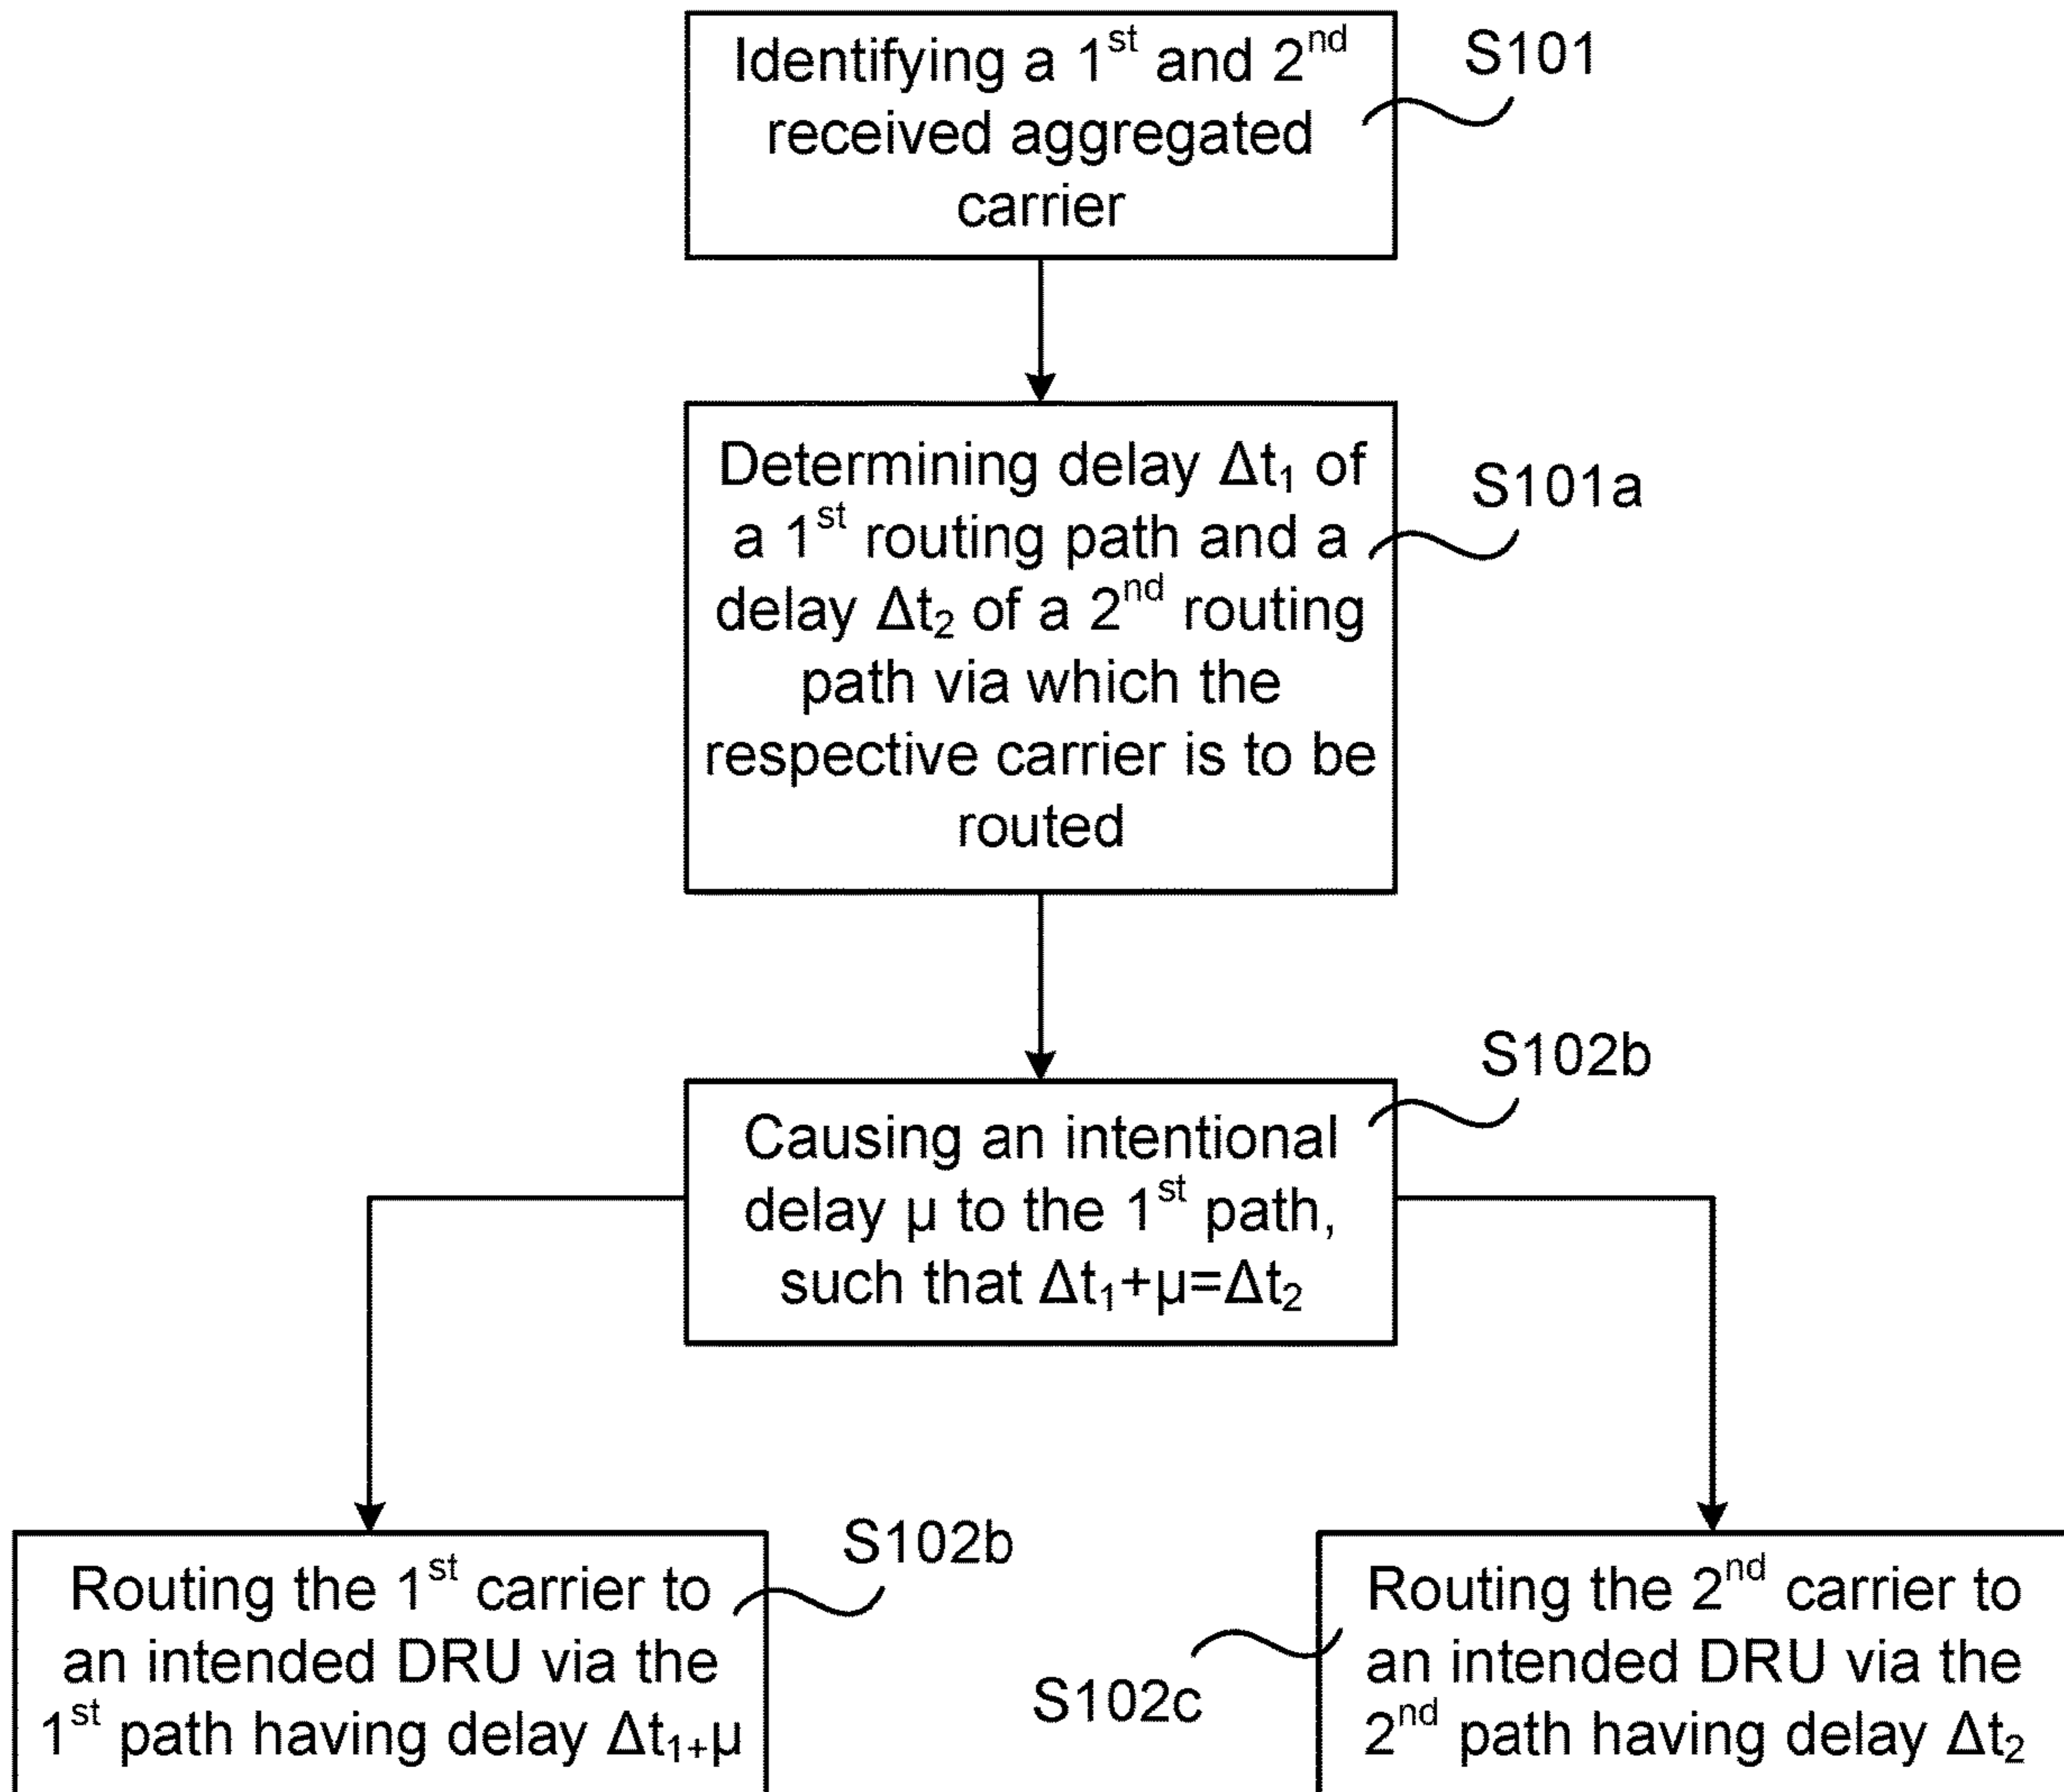 Identifying a 1st and 2nd
received aggregated
carrier
S101
Determining delay Δt₁ of
a 1st routing path and a
delay Δt₂ of a 2nd routing
path via which the
respective carrier is to be
routed
S101a
Causing an intentional
delay µ to the 1st path,
such that Δt₁+µ=Δt₂
S102b
Routing the 1st carrier to
an intended DRU via the
1st path having delay Δt₁₊µ
S102b
Routing the 2nd carrier to
an intended DRU via the
2nd path having delay Δt₂
S102c